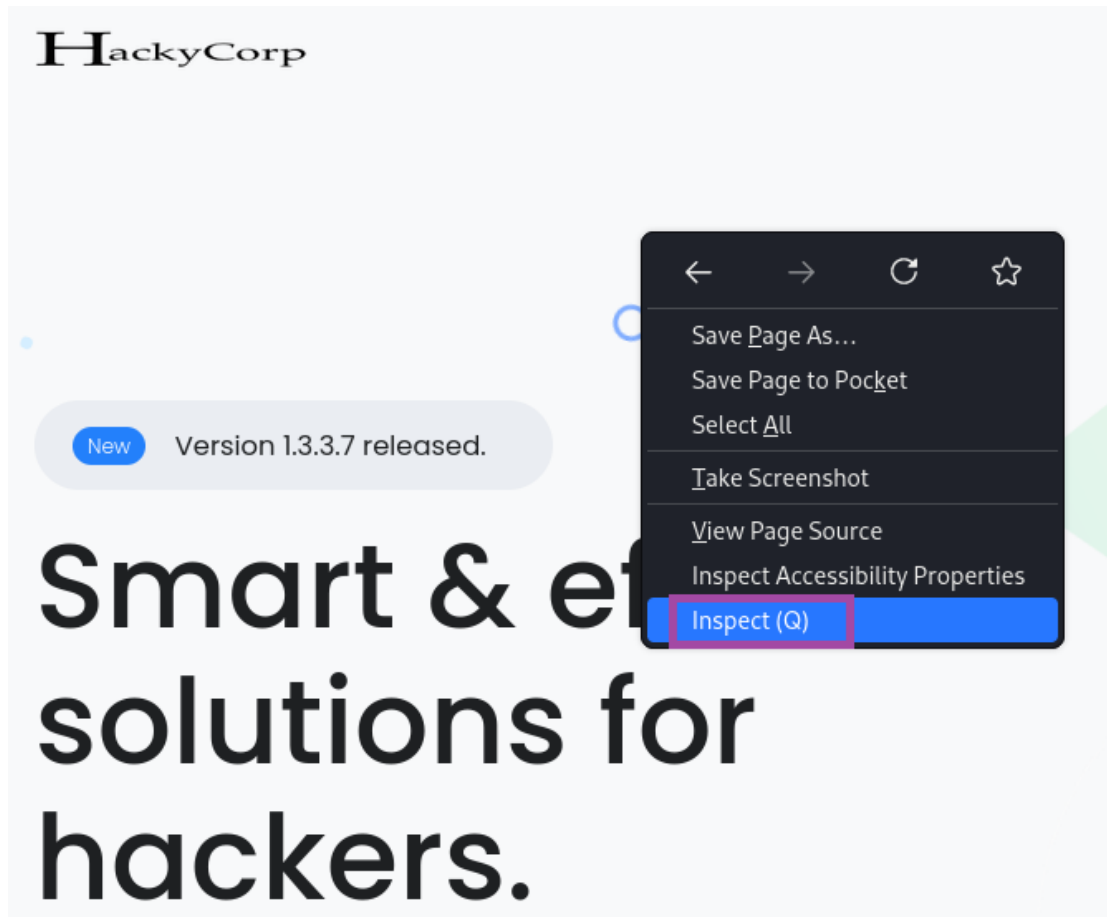 HackyCorp
Save Page As...
Save Page to Pocket
Select All
Take Screenshot
View Page Source
Inspect Accessibility Properties
Inspect (Q)
New Version 1.3.3.7 released.
Smart &
solutions for
hackers.